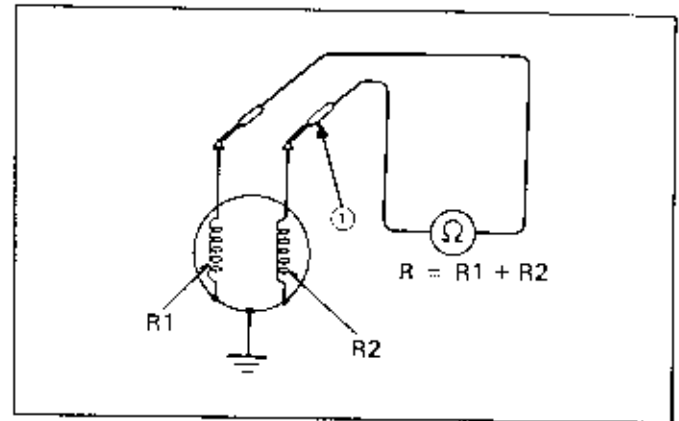 ①
Ω
R = R1 + R2
R1
R2